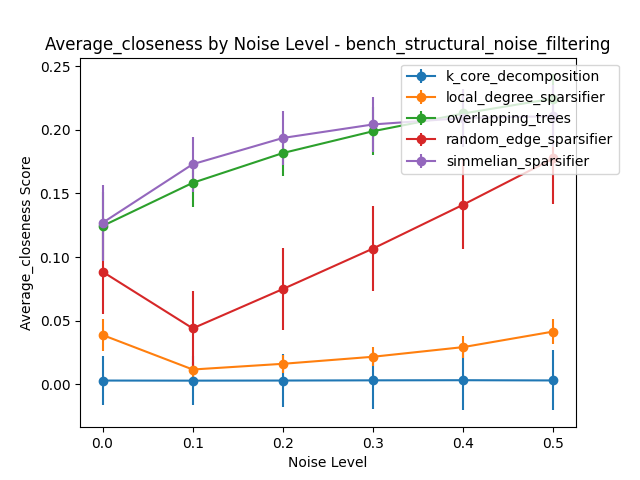 Average_closeness by Noise Level - bench_structural_noise_filtering
0.25
0.20
0.15
0.10
0.05
0.00
Average_closeness Score
k_core_decomposition
local_degree_sparsifier
overlapping_trees
random_edge_sparsifier
simmelian_sparsifier
0.0 0.1 0.2 0.3 0.4 0.5
Noise Level